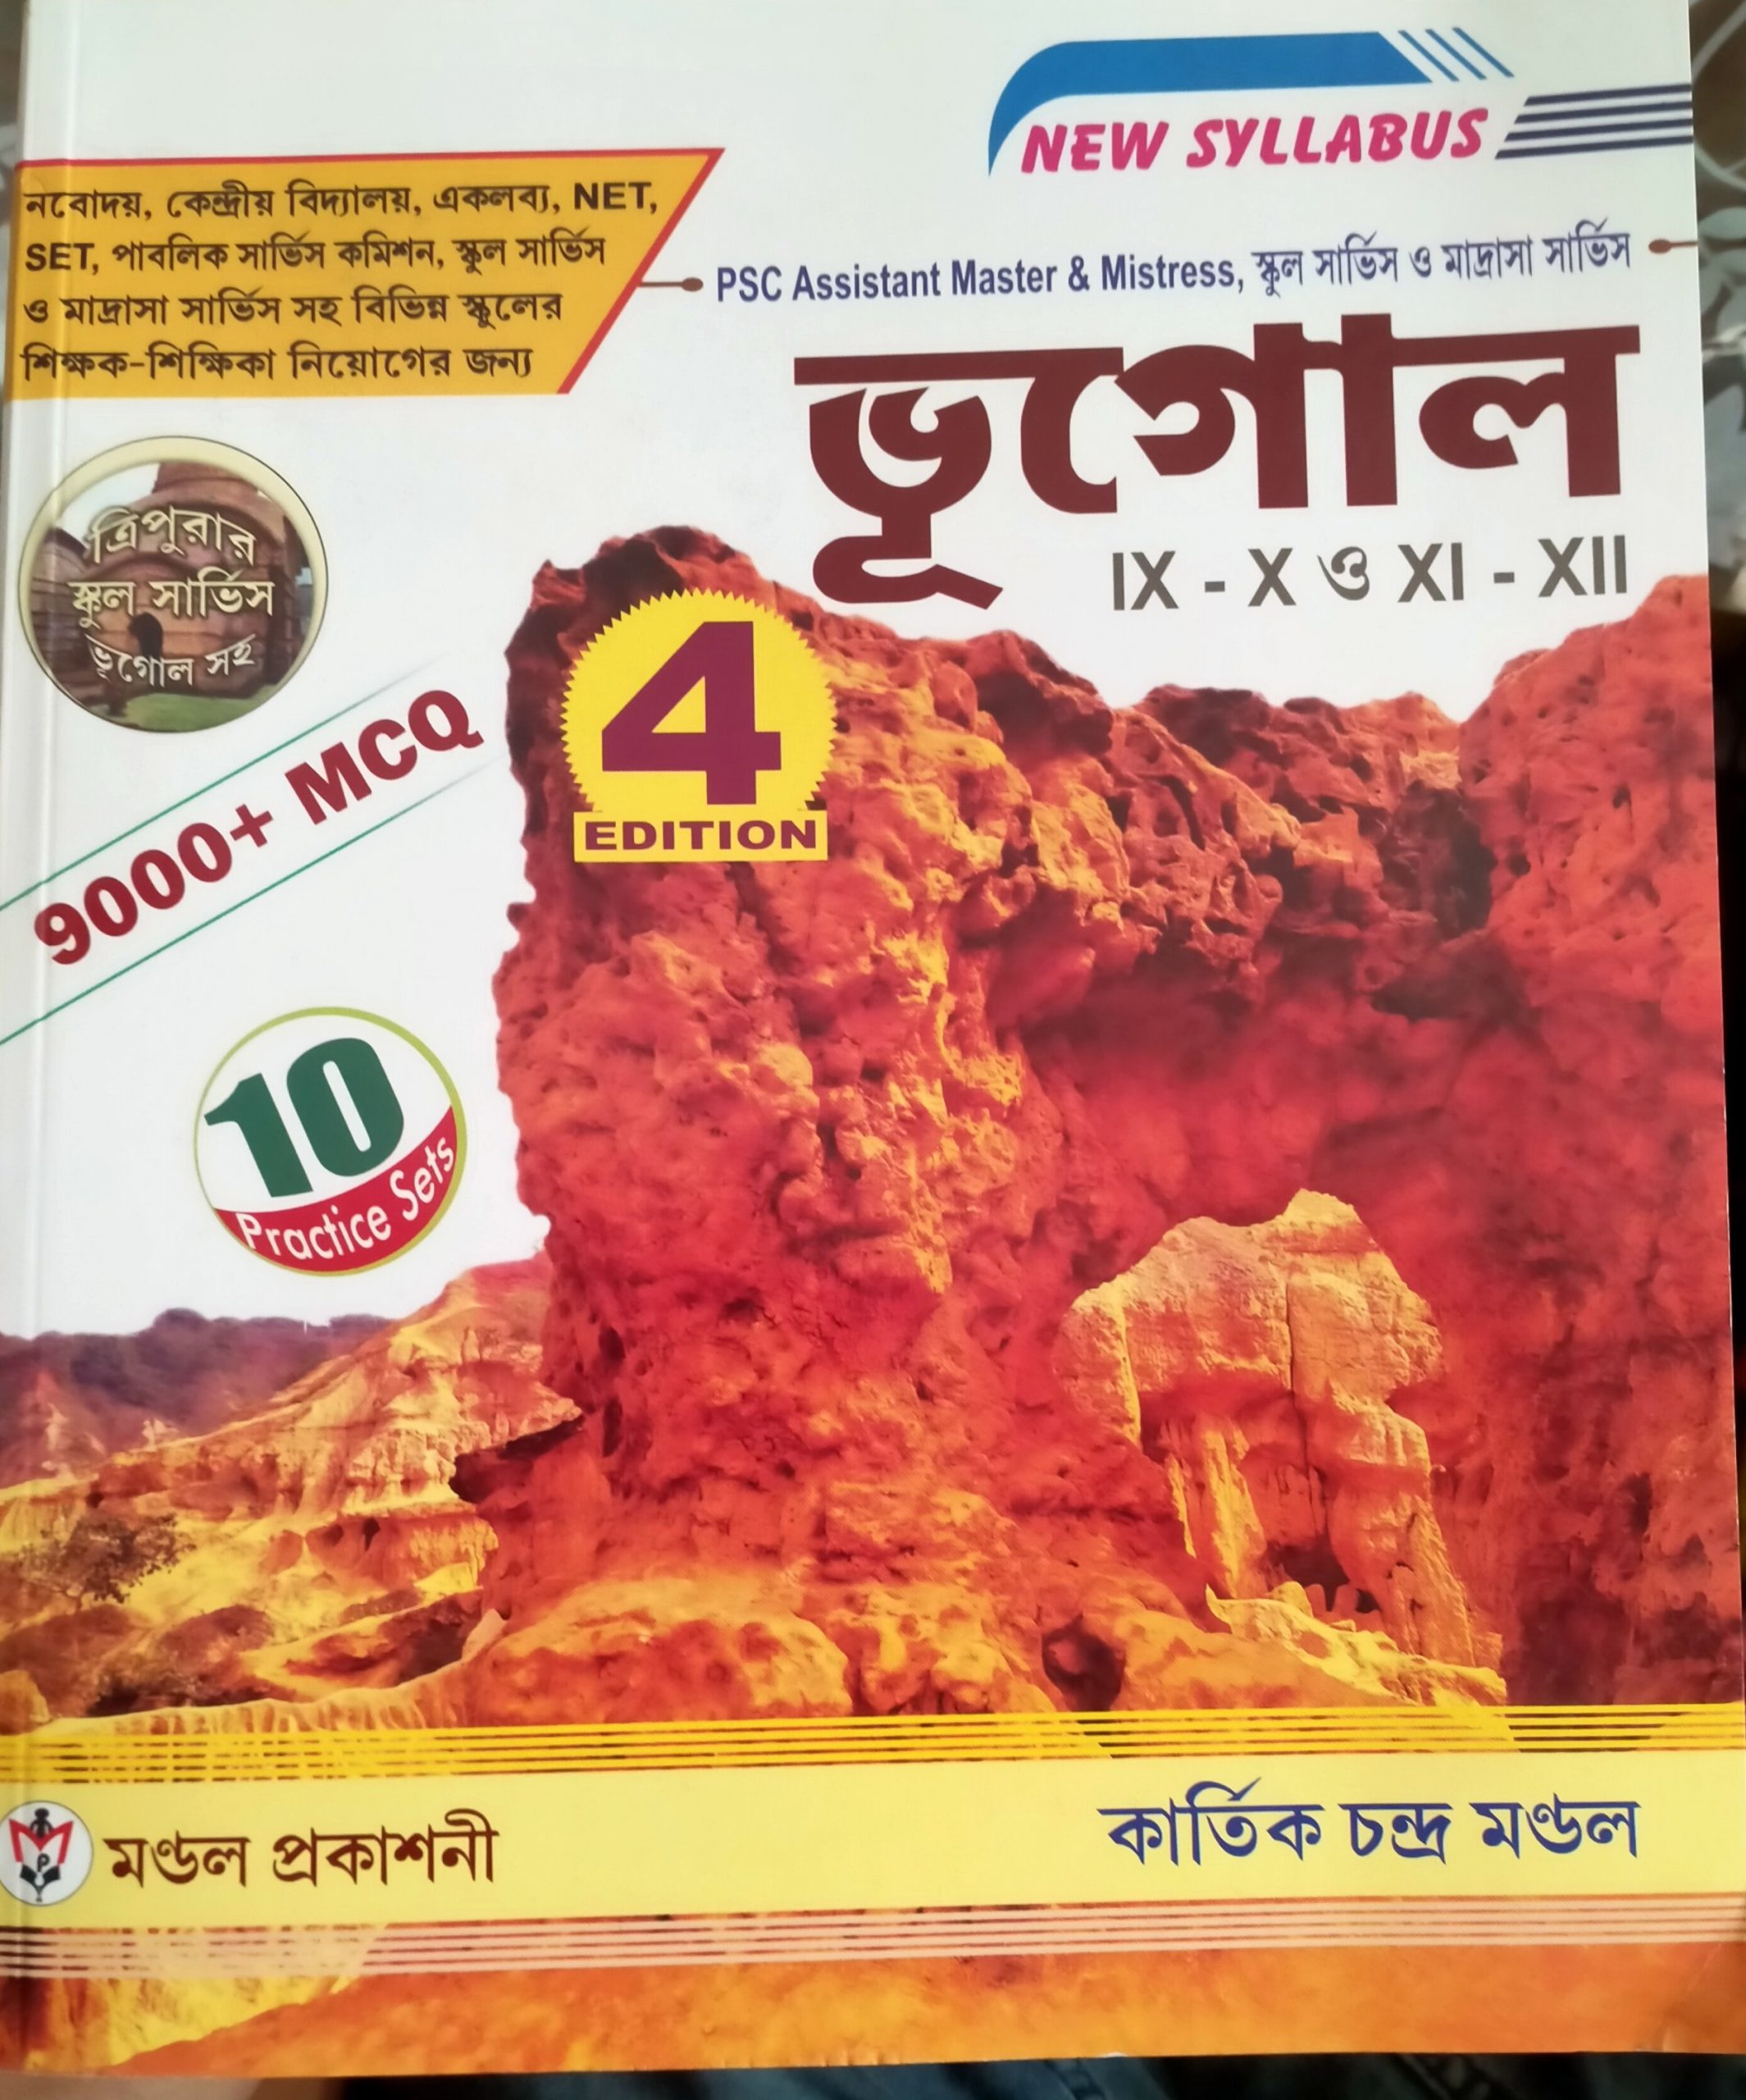 NEW SYLLABUS
নবোদয়, কেন্দ্রীয় বিদ্যালয়, একলব্য, NET,
SET, পাবলিক সার্ভিস কমিশন, স্কুল সার্ভিস
ও মাদ্রাসা সার্ভিস সহ বিভিন্ন স্কুলের
শিক্ষক-শিক্ষিকা নিয়োগের জন্য
PSC Assistant Master & Mistress, স্কুল সার্ভিস ও মাদ্রাসা সার্ভিস
ভূগোল
IX - X ও XI - XII
ত্রিপুরার
স্কুল সার্ভিস
ভূগোল সহ
4
EDITION
9000+ MCQ
10
Practice Sets
মণ্ডল প্রকাশনী
কার্তিক চন্দ্র মণ্ডল
M
P